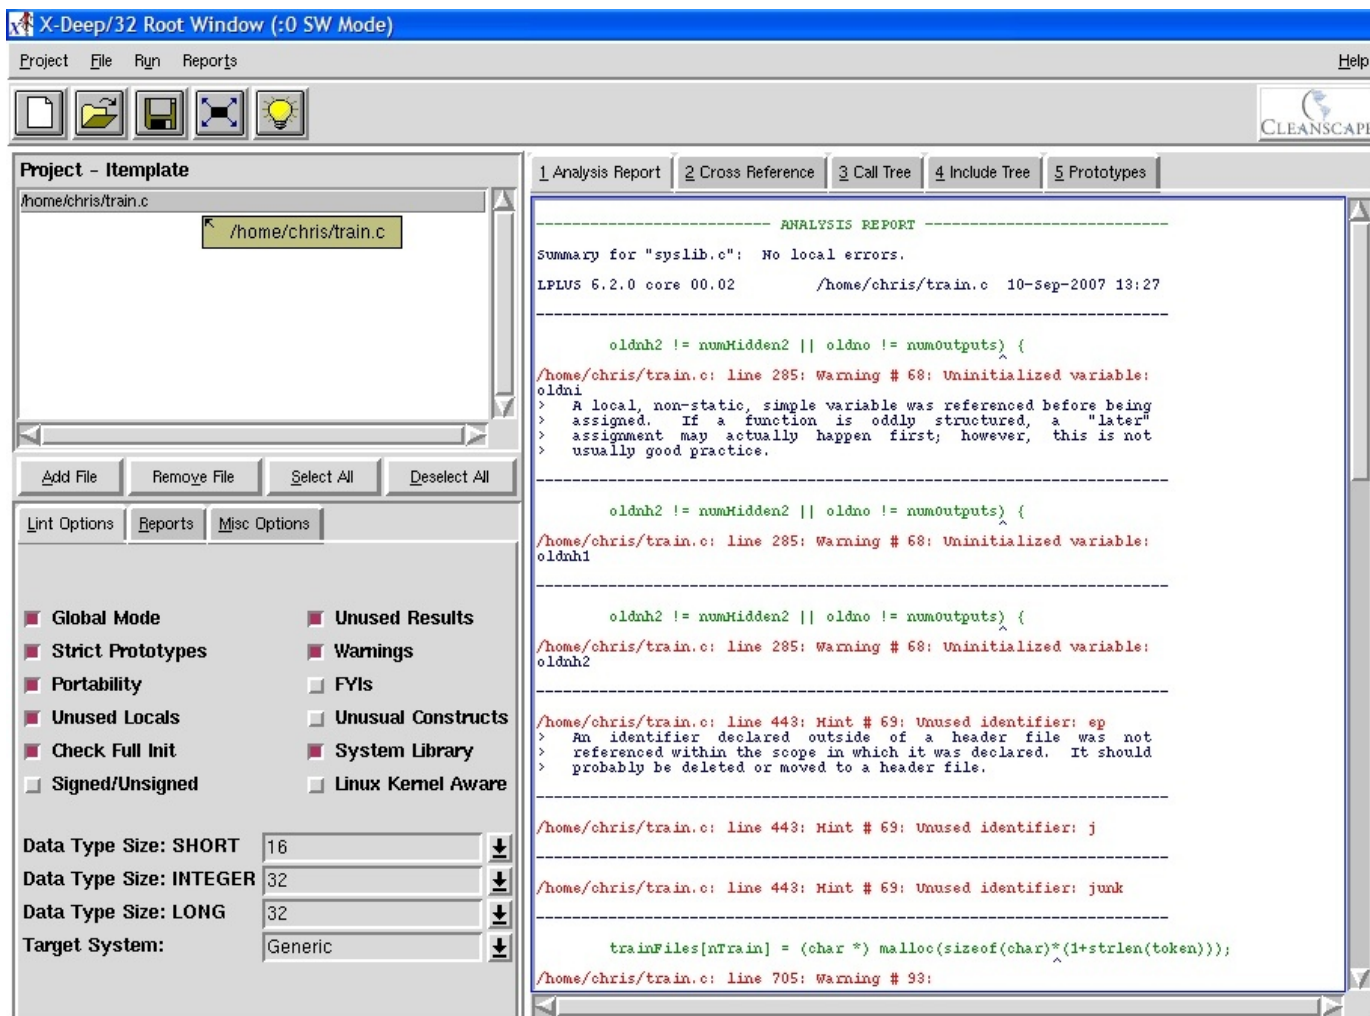 X-Deep/32 Root Window (:0 SW Mode)
Project File Run Reports Help
CLEANSCAPE
Project - ltemplate
/home/chris/train.c
/home/chris/train.c
Add File Remove File Select All Deselect All
Lint Options Reports Misc Options
Global Mode Unused Results
Strict Prototypes Warnings
Portability FYIs
Unused Locals Unusual Constructs
Check Full Init System Library
Signed/Unsigned Linux Kernel Aware
Data Type Size: SHORT 16
Data Type Size: INTEGER 32
Data Type Size: LONG 32
Target System: Generic
1 Analysis Report 2 Cross Reference 3 Call Tree 4 Include Tree 5 Prototypes
-------------------------- ANALYSIS REPORT ---------------------------
Summary for "syslib.c": No local errors.
LPLUS 6.2.0 core 00.02 /home/chris/train.c 10-Sep-2007 13:27
oldnh2 != numHidden2 || oldno != numOutputs) {
^
/home/chris/train.c: line 285: Warning # 68: Uninitialized variable:
oldni
> A local, non-static, simple variable was referenced before being
> assigned. If a function is oddly structured, a "later"
> assignment may actually happen first; however, this is not
> usually good practice.
oldnh2 != numHidden2 || oldno != numOutputs) {
^
/home/chris/train.c: line 285: Warning # 68: Uninitialized variable:
oldnh1
oldnh2 != numHidden2 || oldno != numOutputs) {
^
/home/chris/train.c: line 285: Warning # 68: Uninitialized variable:
oldnh2
/home/chris/train.c: line 443: Hint # 69: Unused identifier: ep
> An identifier declared outside of a header file was not
> referenced within the scope in which it was declared. It should
> probably be deleted or moved to a header file.
/home/chris/train.c: line 443: Hint # 69: Unused identifier: j
/home/chris/train.c: line 443: Hint # 69: Unused identifier: junk
trainFiles[nTrain] = (char *) malloc(sizeof(char)*(1+strlen(token)));
^
/home/chris/train.c: line 705: Warning # 93: